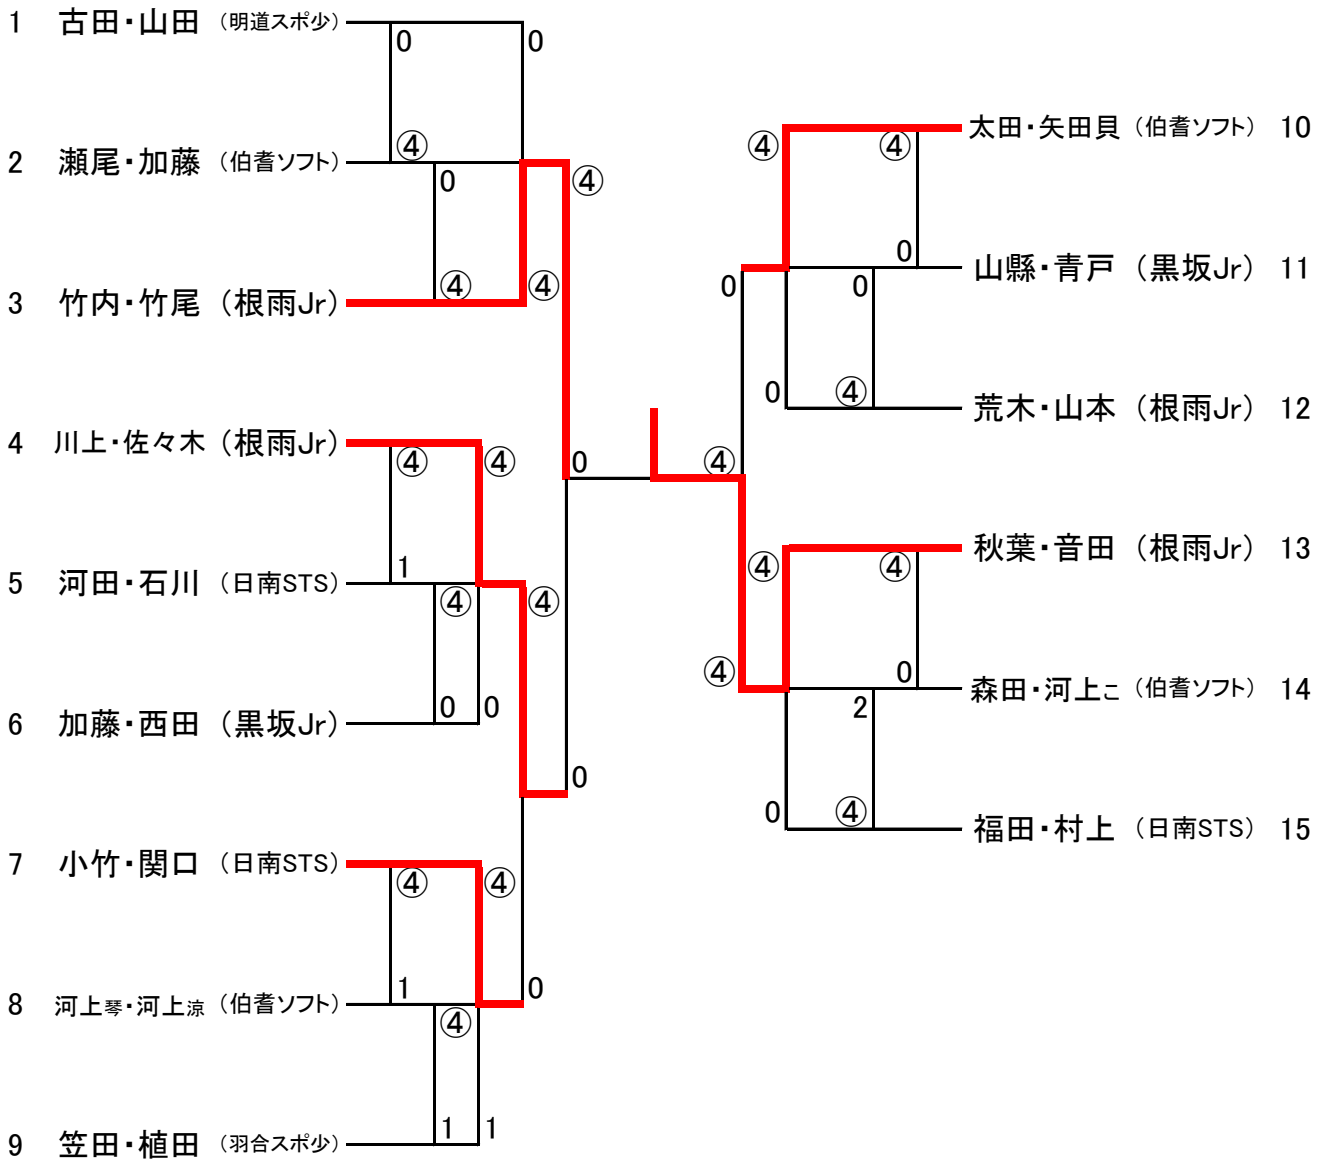 1 古田・山田 （明道スポ少）
0 0
④
2 瀬尾・加藤 （伯耆ソフト）
0 ④
④ ④
3 竹内・竹尾 （根雨Jr）
4 川上・佐々木 （根雨Jr）
④ ④
1
5 河田・石川 （日南STS）
④ ④
0 0
6 加藤・西田 （黒坂Jr）
0
7 小竹・関口 （日南STS）
④ ④
1 0
8 河上琴・河上涼 （伯耆ソフト）
④
1 1
9 笠田・植田 （羽合スポ少）
0 ④
太田・矢田貝 （伯耆ソフト） 10
④ ④
0
山縣・青戸 （黒坂Jr） 11
0 0
0 ④
荒木・山本 （根雨Jr） 12
秋葉・音田 （根雨Jr） 13
④ ④
④ 0
森田・河上こ （伯耆ソフト） 14
2
0 ④
福田・村上 （日南STS） 15